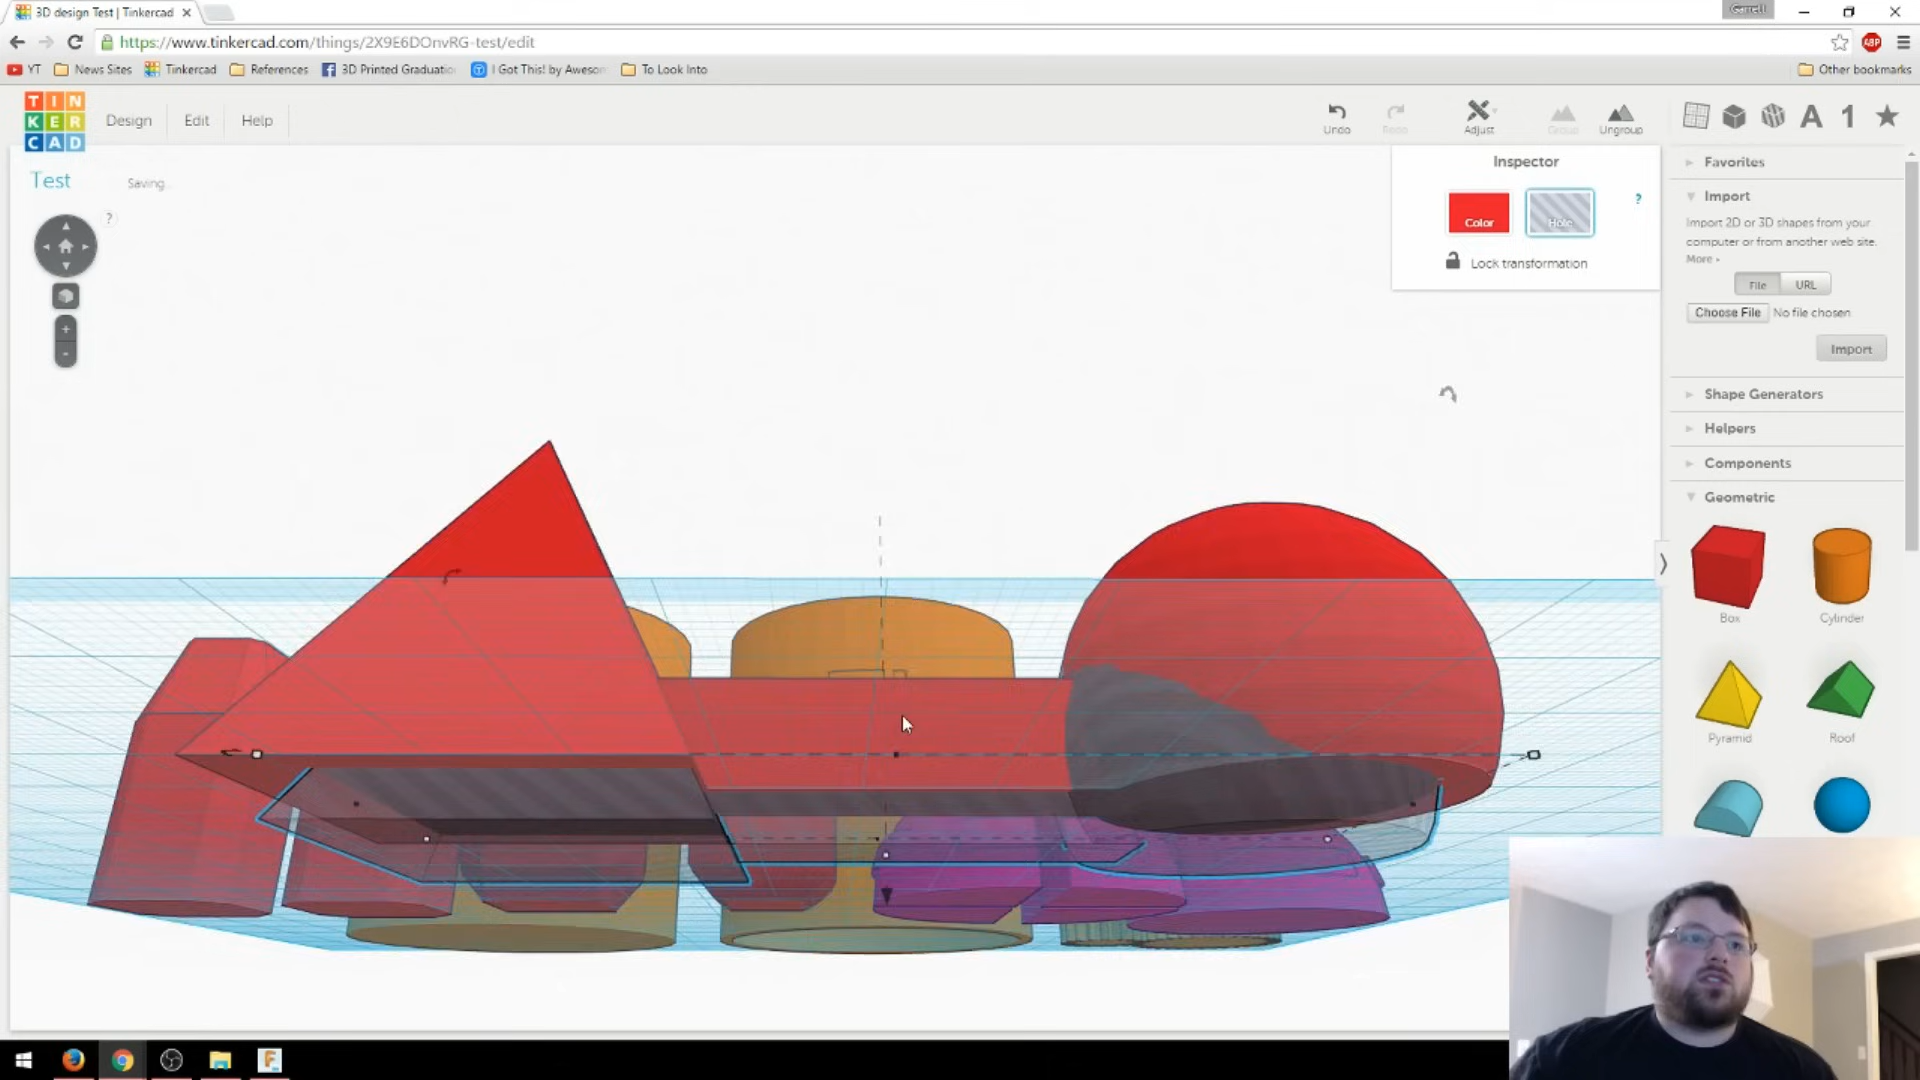 3D design Test | Tinkercad
Garrett
https://www.tinkercad.com/things/2X9E6DOnvRG-test/edit
ABP
YT
News Sites
Tinkercad
References
3D Printed Graduatio
I Got This! by Aweson
To Look Into
Other bookmarks
TIN
KER
CAD
Design
Edit
Help
Undo
Redo
Adjust
Group
Ungroup
A
1
Test
Saving
?
+
-
Inspector
Color
Hole
?
Lock transformation
Favorites
Import
Import 2D or 3D shapes from your
computer or from another web site.
More
File
URL
Choose File
No file chosen
Import
Shape Generators
Helpers
Components
Geometric
Box
Cylinder
Pyramid
Roof